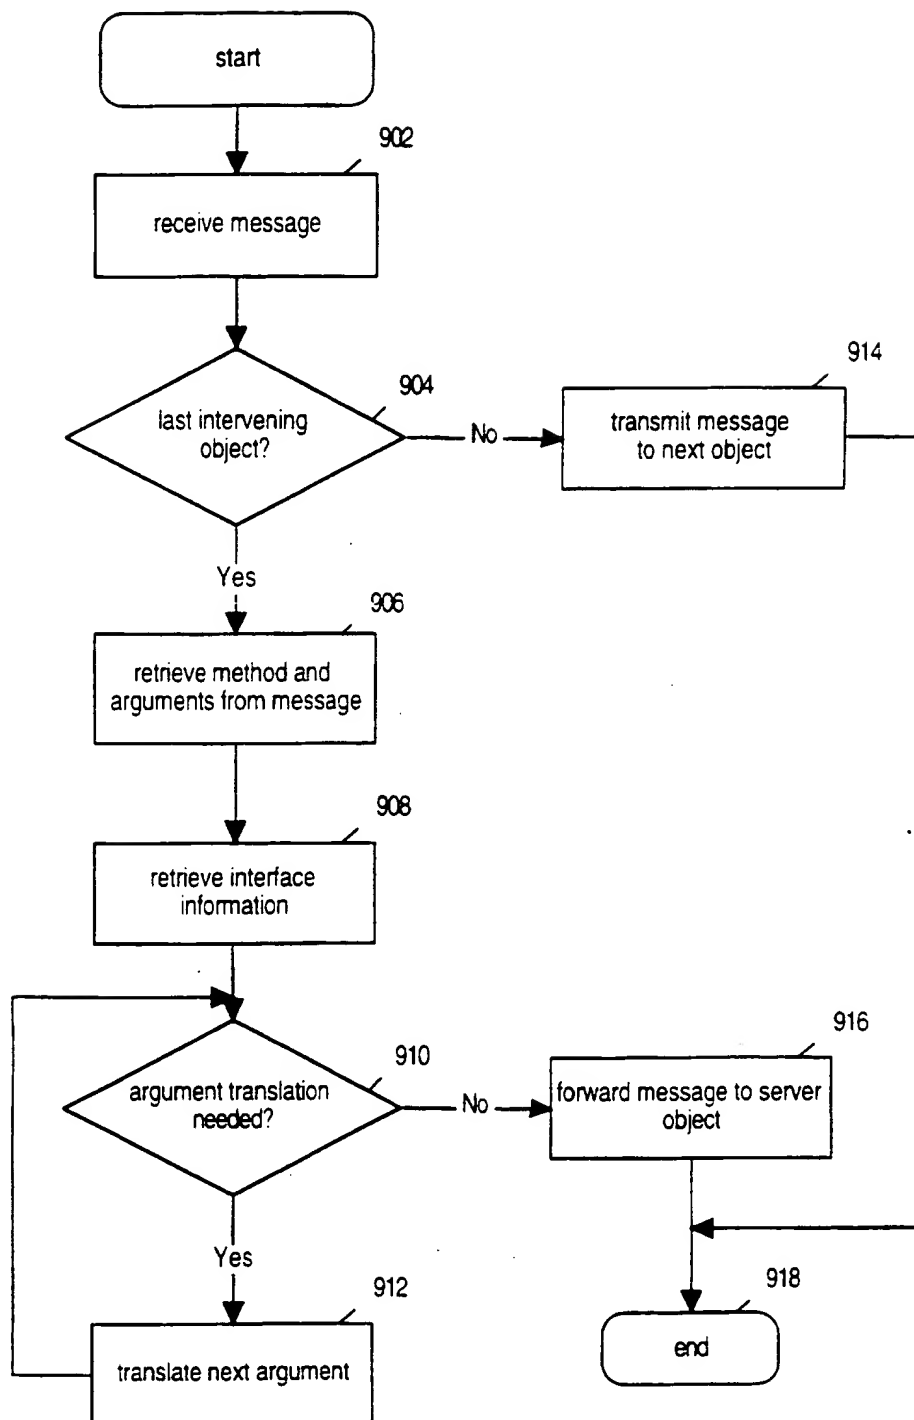 start
902
receive message
904
last intervening
object?
No
914
transmit message
to next object
Yes
906
retrieve method and
arguments from message
908
retrieve interface
information
910
argument translation
needed?
No
916
forward message to server
object
Yes
912
translate next argument
918
end